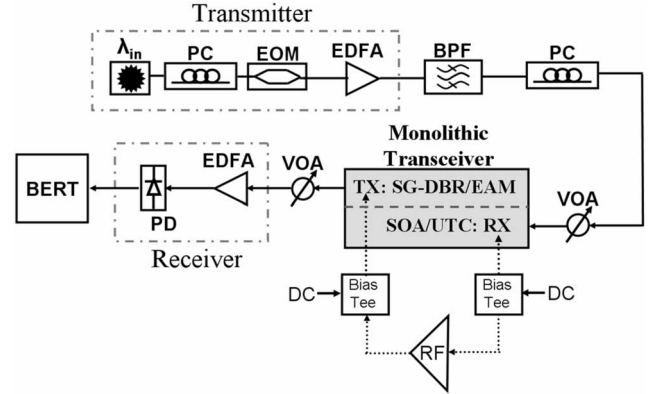 Transmitter
λin
PC
EOM
EDFA
BPF
PC
Monolithic
Transceiver
BERT
EDFA
VOA
TX: SG-DBR/EAM
VOA
PD
SOA/UTC: RX
Receiver
DC
Bias
Tee
Bias
Tee
DC
RF